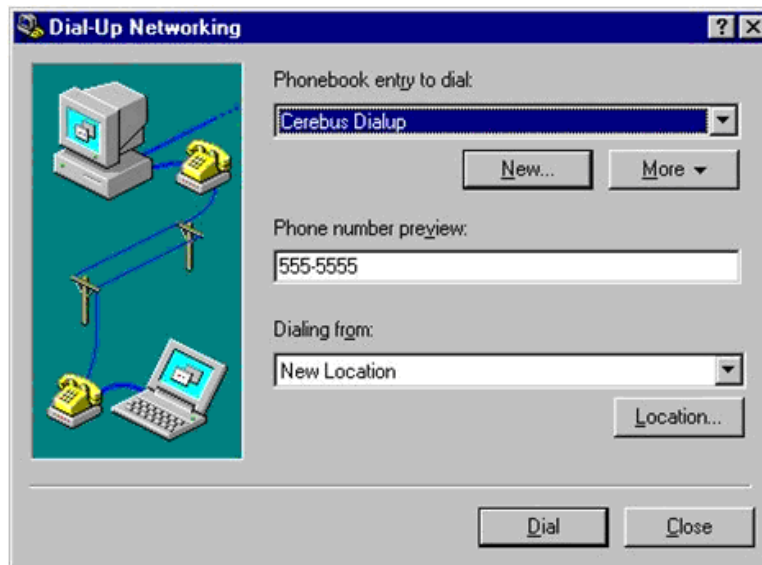 Dial-Up Networking
Phonebook entry to dial:
Cerebus Dialup
New... More
Phone number preview:
555-5555
Dialing from:
New Location
Location...
Dial Close